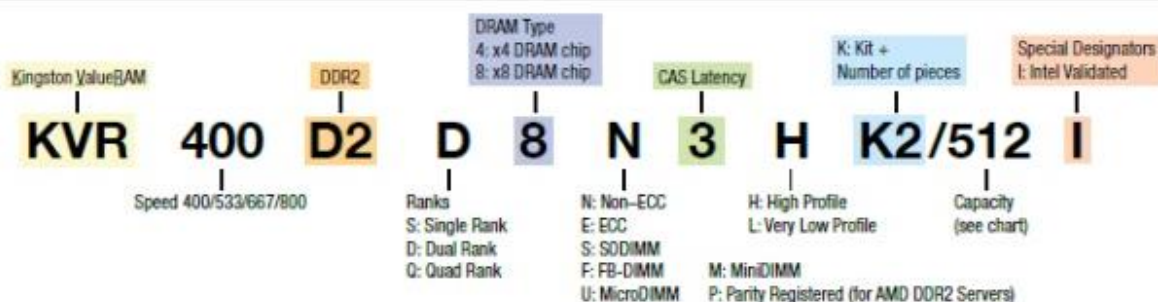 DRAM Type
4: x4 DRAM chip
8: x8 DRAM chip
K: Kit +
Number of pieces
Special Designators
I: Intel Validated
Kingston ValueRAM
DDR2
CAS Latency
KVR 400 D2 D 8 N 3 H K2/512 I
Speed 400/533/667/800
Ranks
S: Single Rank
D: Dual Rank
Q: Quad Rank
N: Non-ECC
E: ECC
S: SODIMM
F: FB-DIMM
U: MicroDIMM
M: MiniDIMM
P: Parity Registered (for AMD DDR2 Servers)
H: High Profile
L: Very Low Profile
Capacity
(see chart)